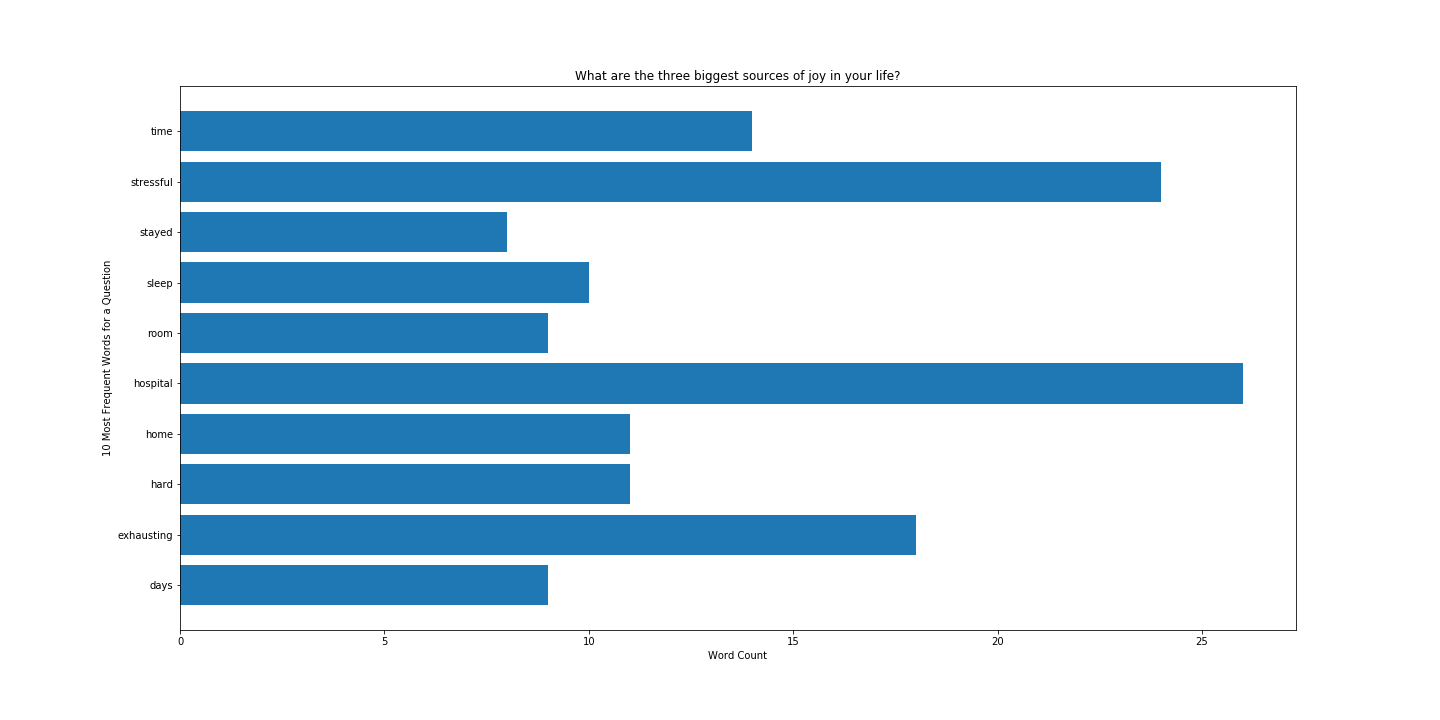 What are the three biggest sources of joy in your life?
10 Most Frequent Words for a Question
time
stressful
stayed
sleep
room
hospital
home
hard
exhausting
days
0 5 10 15 20 25
Word Count